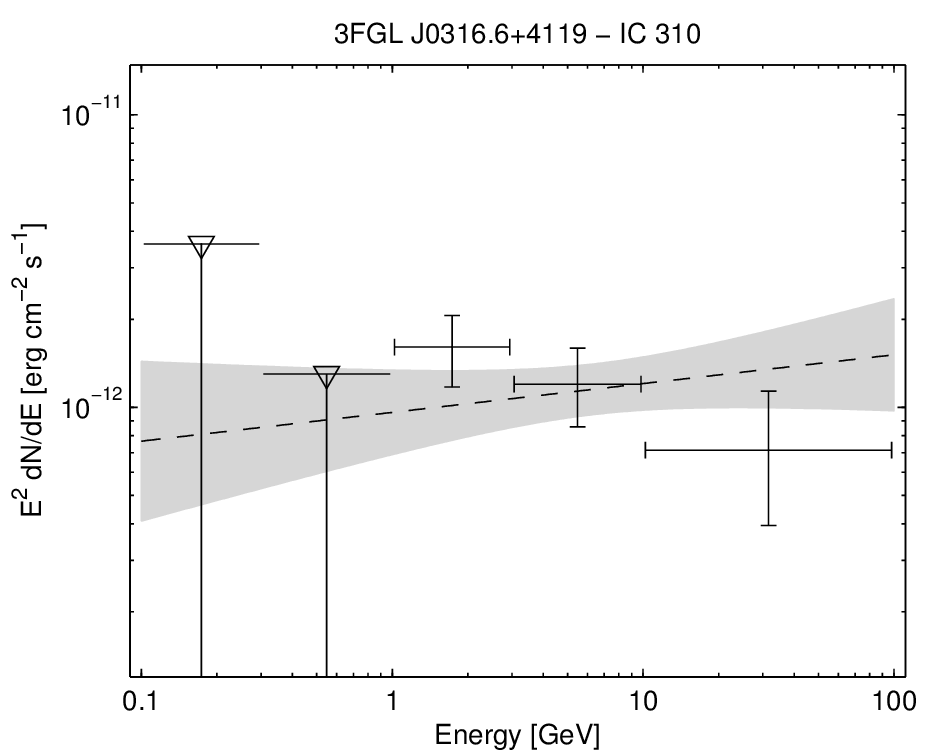 3FGL J0316.6+4119 − IC 310
10⁻¹¹
10⁻¹²
E² dN/dE [erg cm⁻² s⁻¹]
0.1 1 10 100
Energy [GeV]